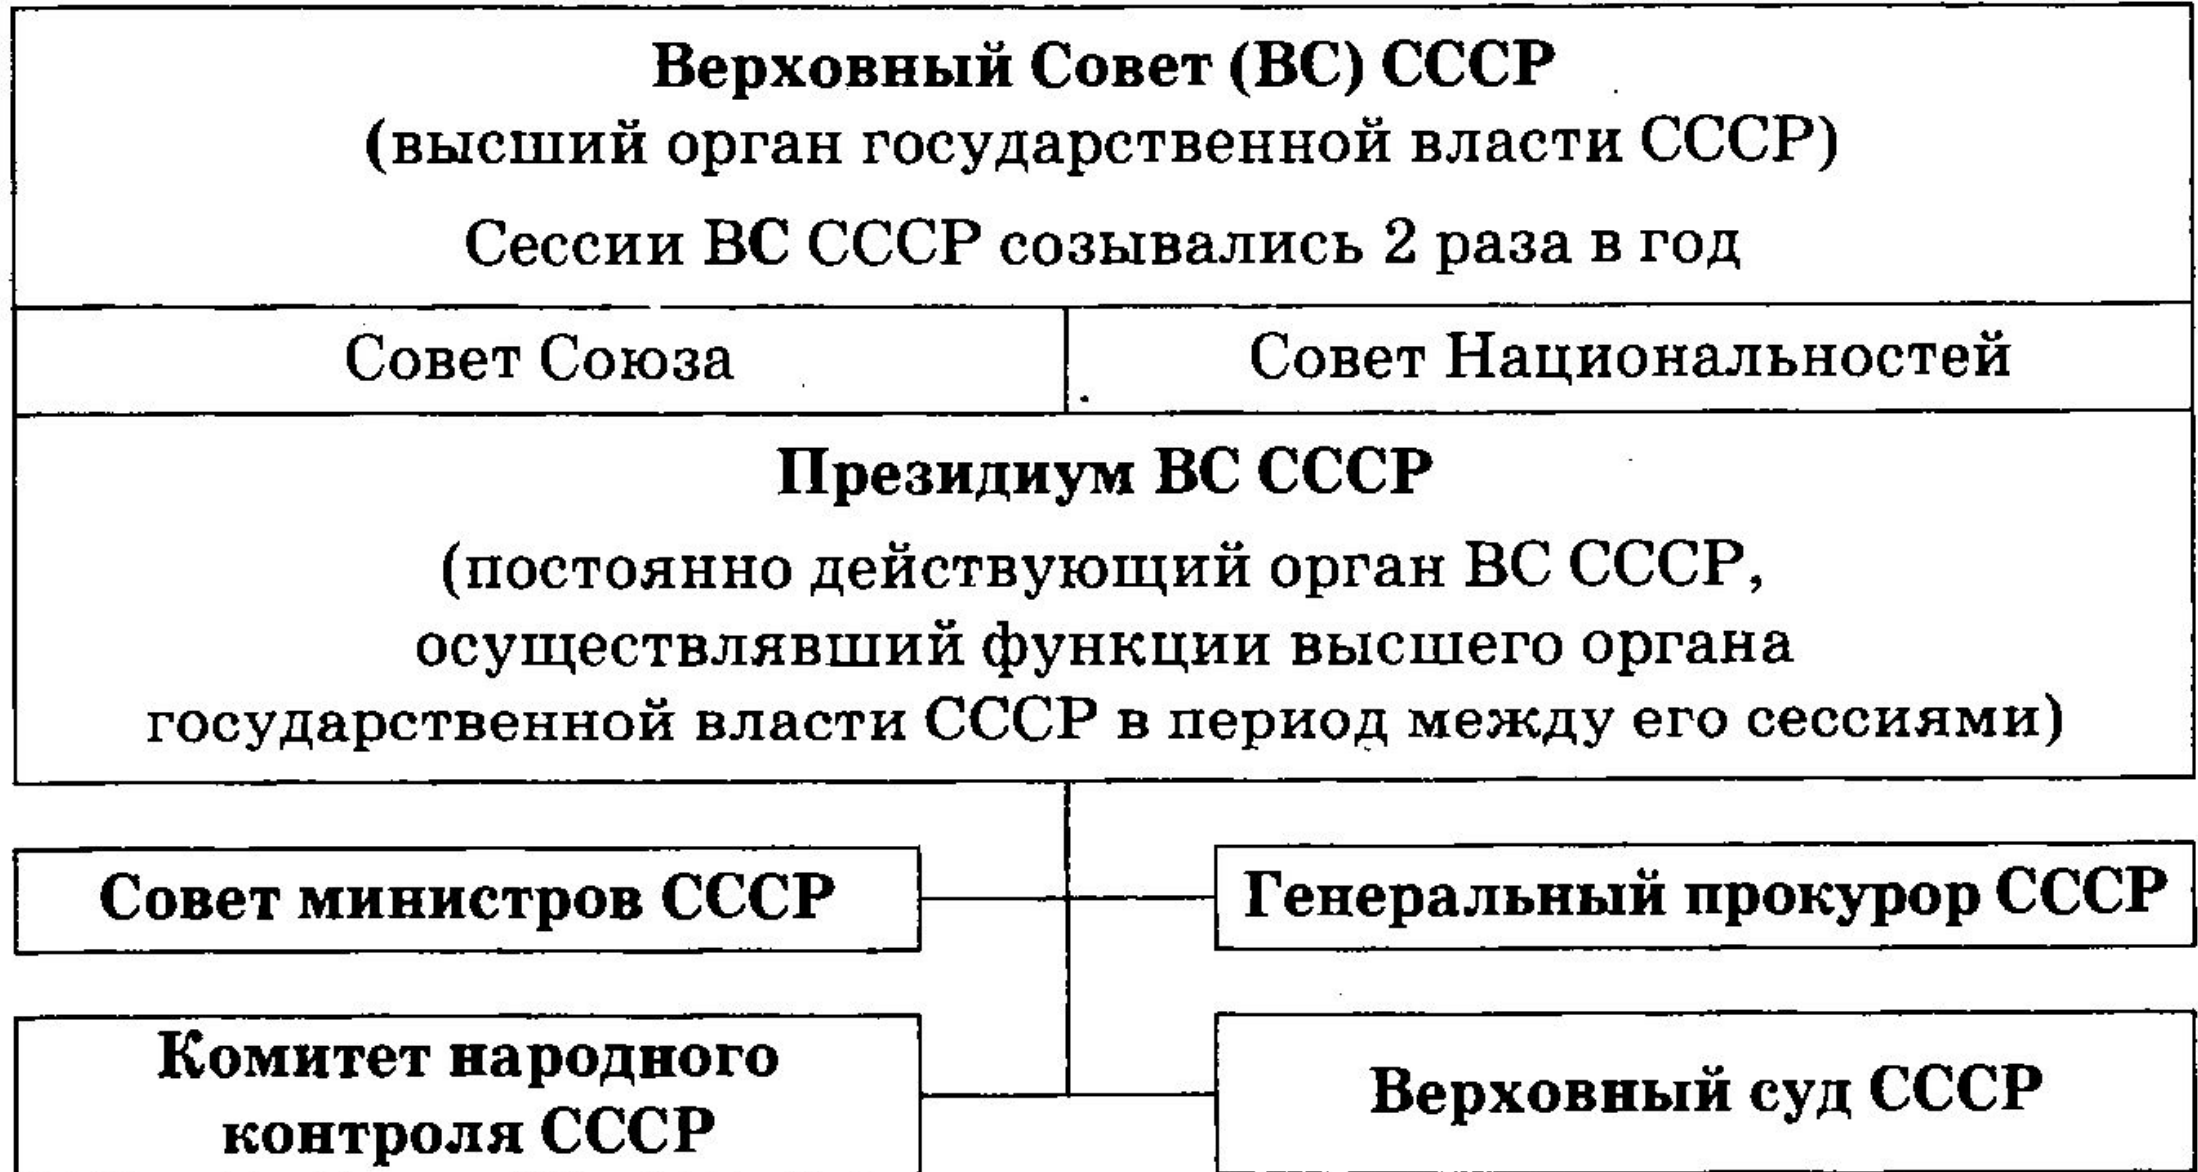 Верховный Совет (ВС) СССР
(высший орган государственной власти СССР)
Сессии ВС СССР созывались 2 раза в год
Совет Союза
Совет Национальностей
Президиум ВС СССР
(постоянно действующий орган ВС СССР,
осуществлявший функции высшего органа
государственной власти СССР в период между его сессиями)
Совет министров СССР
Генеральный прокурор СССР
Комитет народного
контроля СССР
Верховный суд СССР